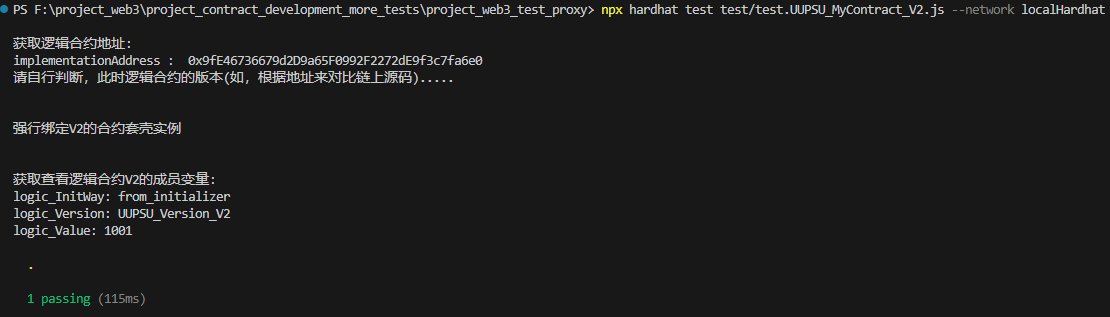 PS F:\project_web3\project_contract_development_more_tests\project_web3_test_proxy> npx hardhat test test/test.UUPSU_MyContract_V2.js --network localHardhat
获取逻辑合约地址:
implementationAddress :  0x9fE46736679d2D9a65F0992F2272dE9f3c7fa6e0
请自行判断，此时逻辑合约的版本(如，根据地址来对比链上源码).....
强行绑定V2的合约套壳实例
获取查看逻辑合约V2的成员变量:
logic_InitWay: from_initializer
logic_Version: UUPSU_Version_V2
logic_Value: 1001
.
1 passing (115ms)